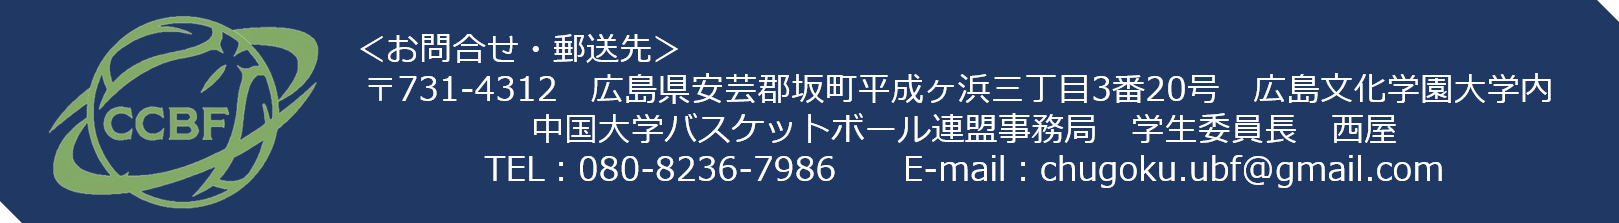 CCBF
＜お問合せ・郵送先＞
〒731-4312　広島県安芸郡坂町平成ヶ浜三丁目3番20号　広島文化学園大学内
中国大学バスケットボール連盟事務局　学生委員長　西屋
TEL：080-8236-7986　　E-mail：chugoku.ubf@gmail.com